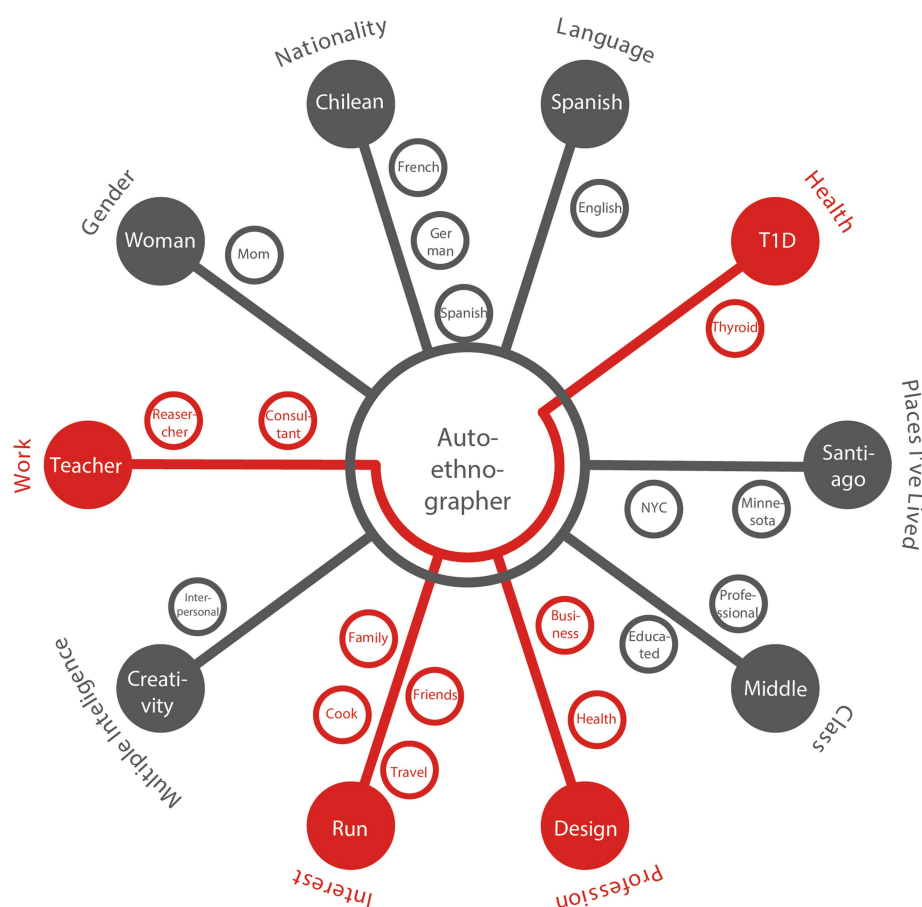 Nationality
Chilean
French
Ger
man
Spanish
Language
Spanish
English
Health
T1D
Thyroid
Places I've Lived
Santi-
ago
NYC
Minne-
sota
Class
Middle
Profe-
ssional
Educa-
ted
Profession
Design
Busi-
ness
Health
Interest
Run
Family
Friends
Cook
Travel
Multiple Inteligence
Creati-
vity
Inter-
personal
Work
Teacher
Reaser-
cher
Consul-
tant
Gender
Woman
Mom
Auto-
ethno-
grapher